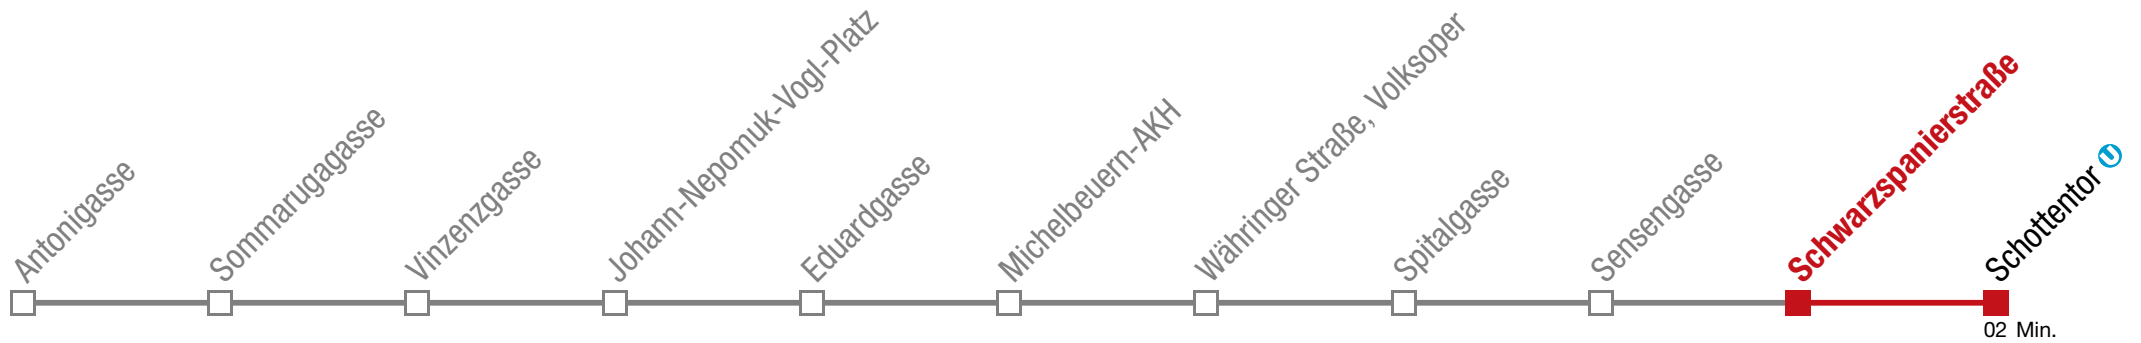 Antonigasse
Sommarugagasse
Vinzenzgasse
Johann-Nepomuk-Vogl-Platz
Eduardgasse
Michelbeuern-AKH
Währinger Straße, Volksoper
Spitalgasse
Sensengasse
Schwarzspanierstraße
Schottentor U
02 Min.